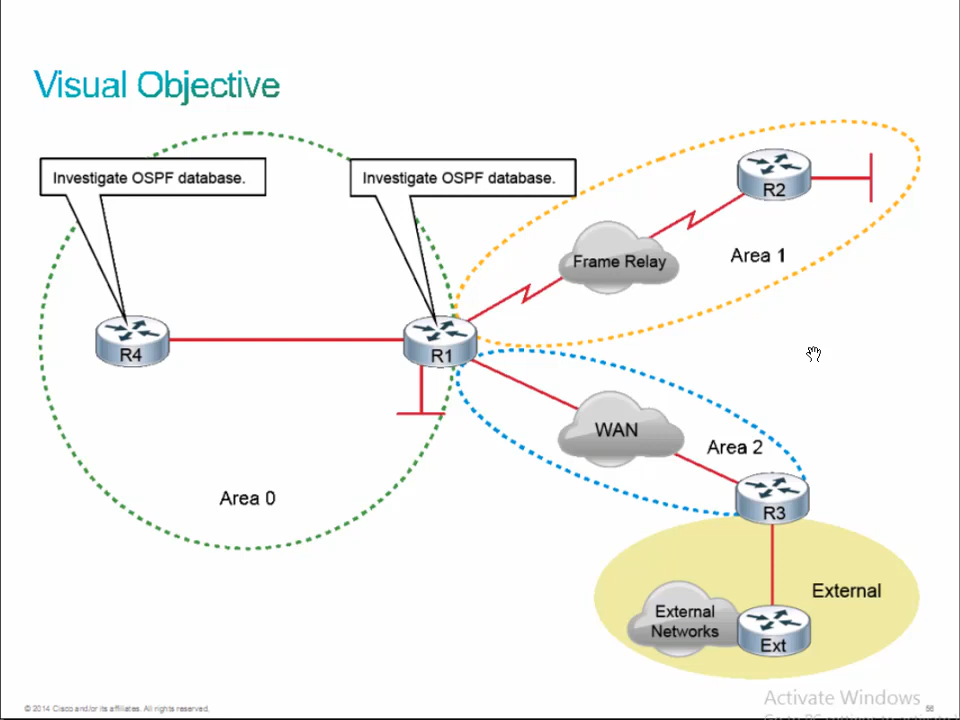 Visual Objective
Investigate OSPF database.
Investigate OSPF database.
R2
Frame Relay
Area 1
R4
R1
WAN
Area 2
Area 0
R3
External
External
Networks
Ext
Activate Windows
© 2014 Cisco and/or its affiliates. All rights reserved.
56